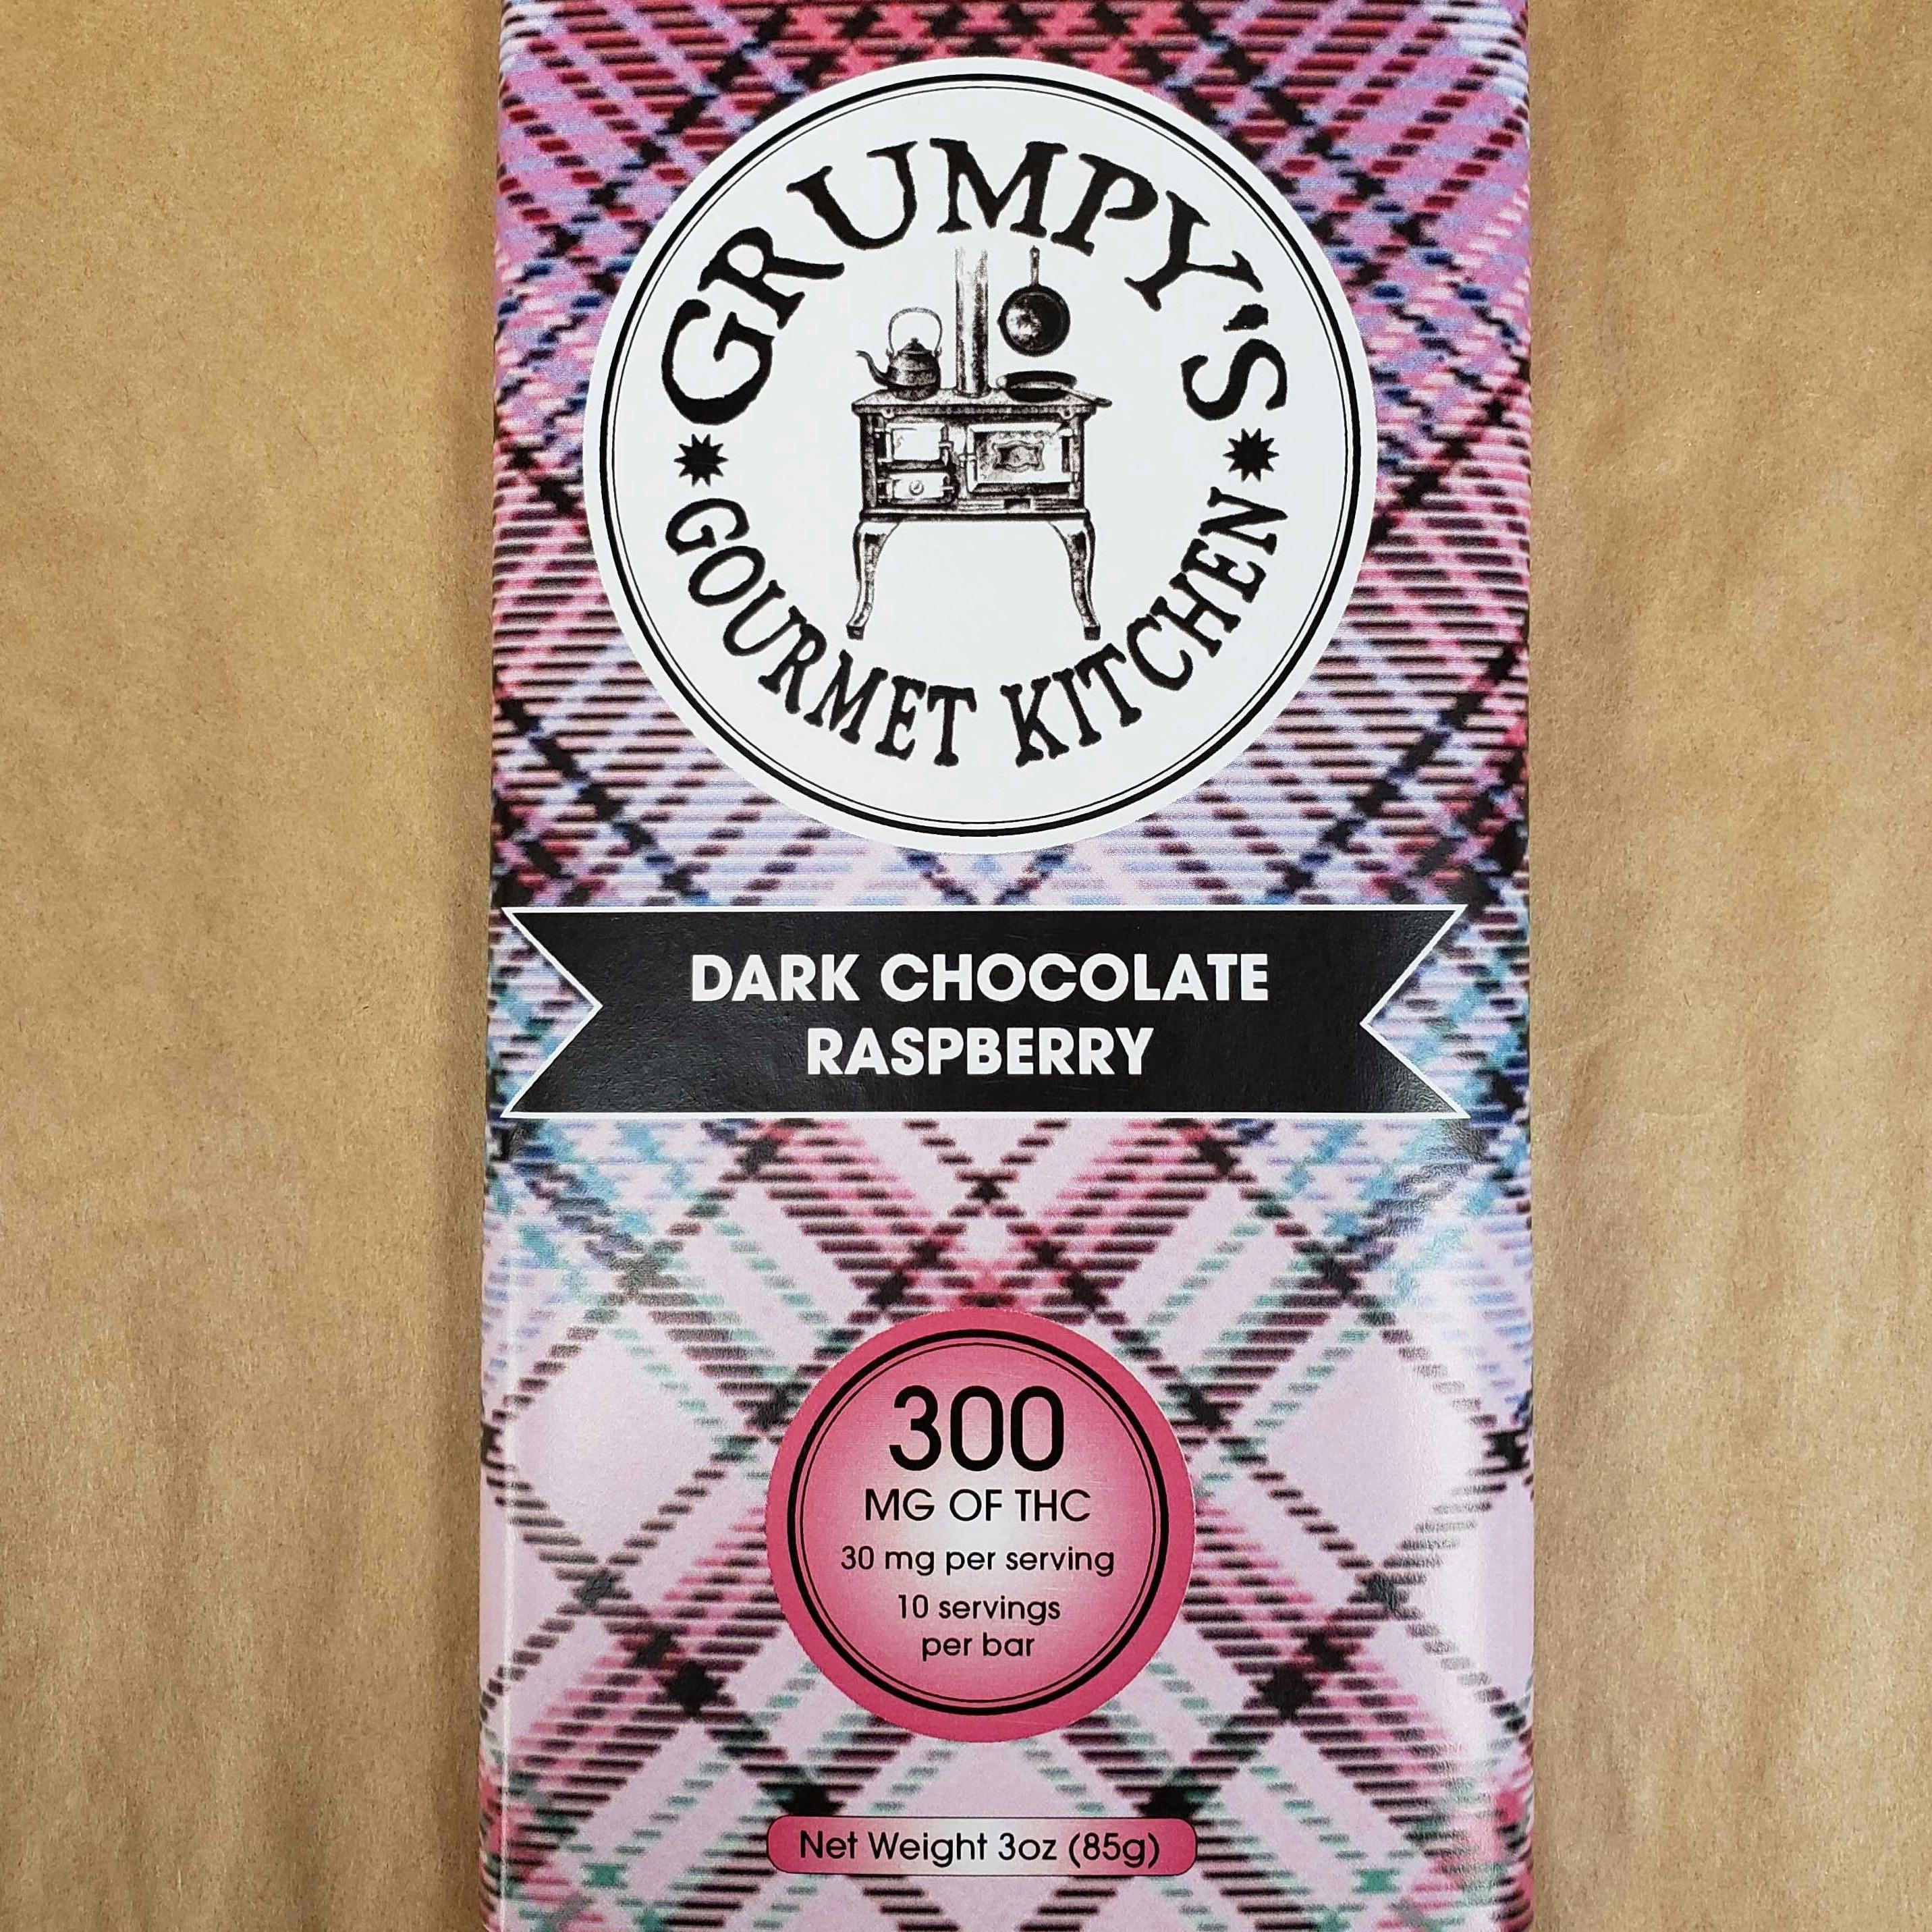 GRUMPY'S
GOURMET KITCHEN
DARK CHOCOLATE
RASPBERRY
300
MG OF THC
30 mg per serving
10 servings
per bar
Net Weight 3oz (85g)